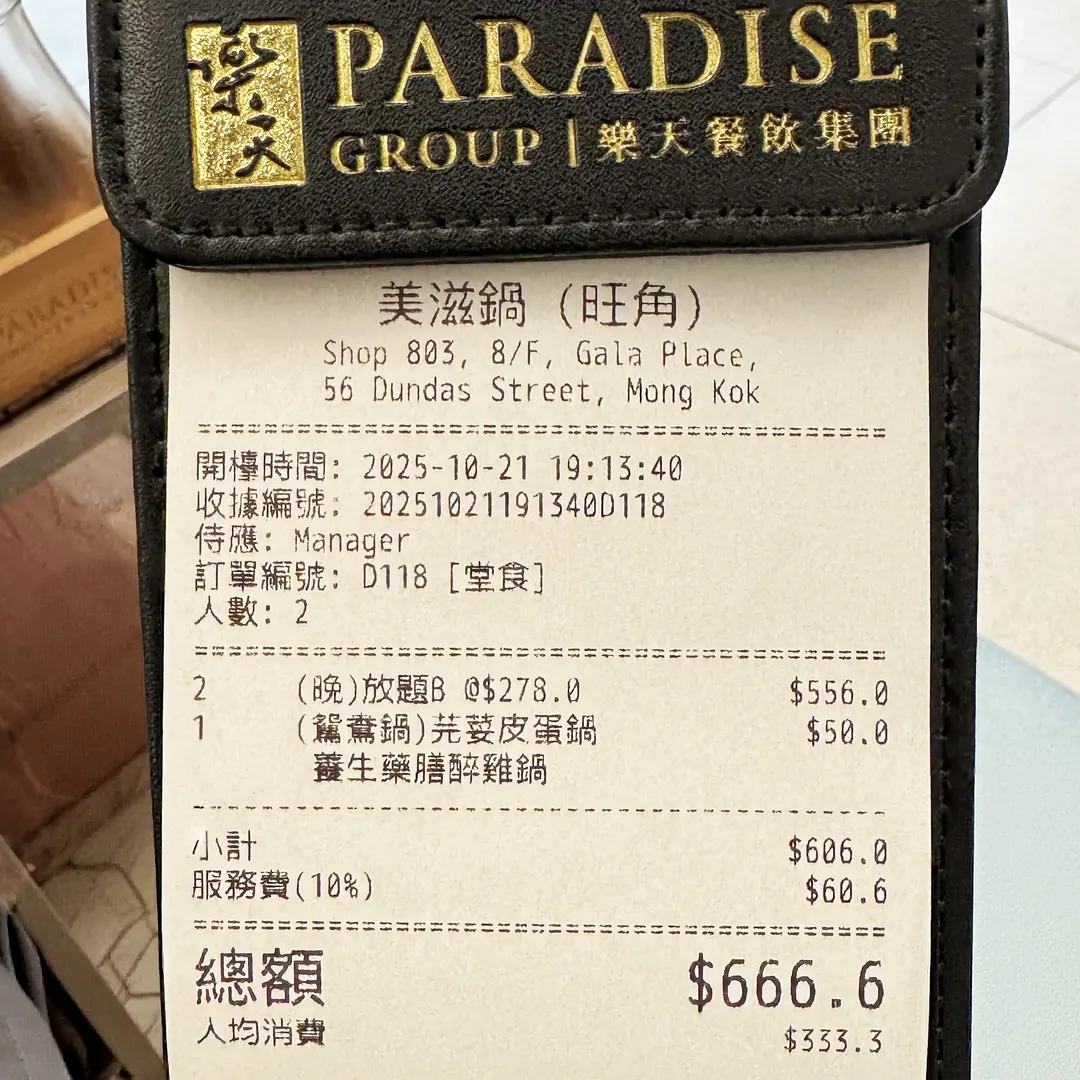 樂天
PARADISE
GROUP | 樂天餐飲集團
美滋鍋 (旺角)
Shop 803, 8/F, Gala Place,
56 Dundas Street, Mong Kok
開檯時間: 2025-10-21 19:13:40
收據編號: 20251021191340D118
侍應: Manager
訂單編號: D118 [堂食]
人數: 2
2 (晚)放題B @$278.0 $556.0
1 (鴛鴦鍋)芫荽皮蛋鍋 $50.0
養生藥膳醉雞鍋
小計 $606.0
服務費(10%) $60.6
總額 $666.6
人均消費 $333.3